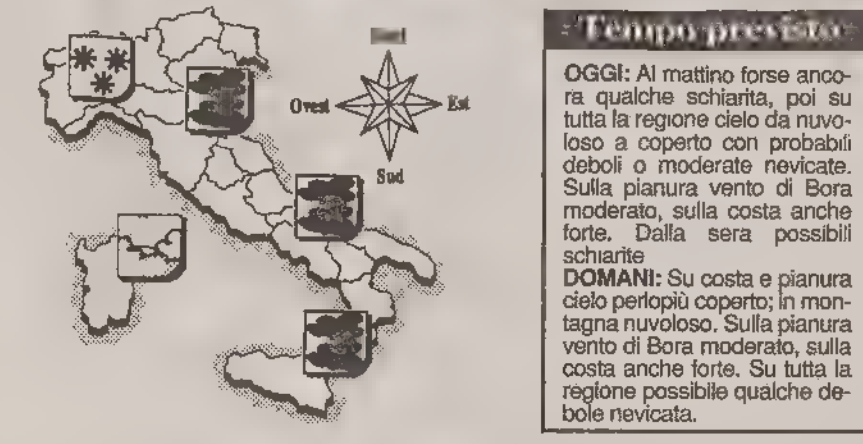 Ovest
Est
Sud
Tempo previsto
OGGI: Al mattino forse anco-
ra qualche schiarita, poi su
tutta la regione cielo da nuvo-
loso a coperto con probabili
deboli o moderate nevicate.
Sulla pianura vento di Bora
moderato, sulla costa anche
forte. Dalla sera possibili
schiarite
DOMANI: Su costa e pianura
cielo perlopiù coperto; in mon-
tagna nuvoloso. Sulla pianura
vento di Bora moderato, sulla
costa anche forte. Su tutta la
regione possibile qualche de-
bole nevicata.